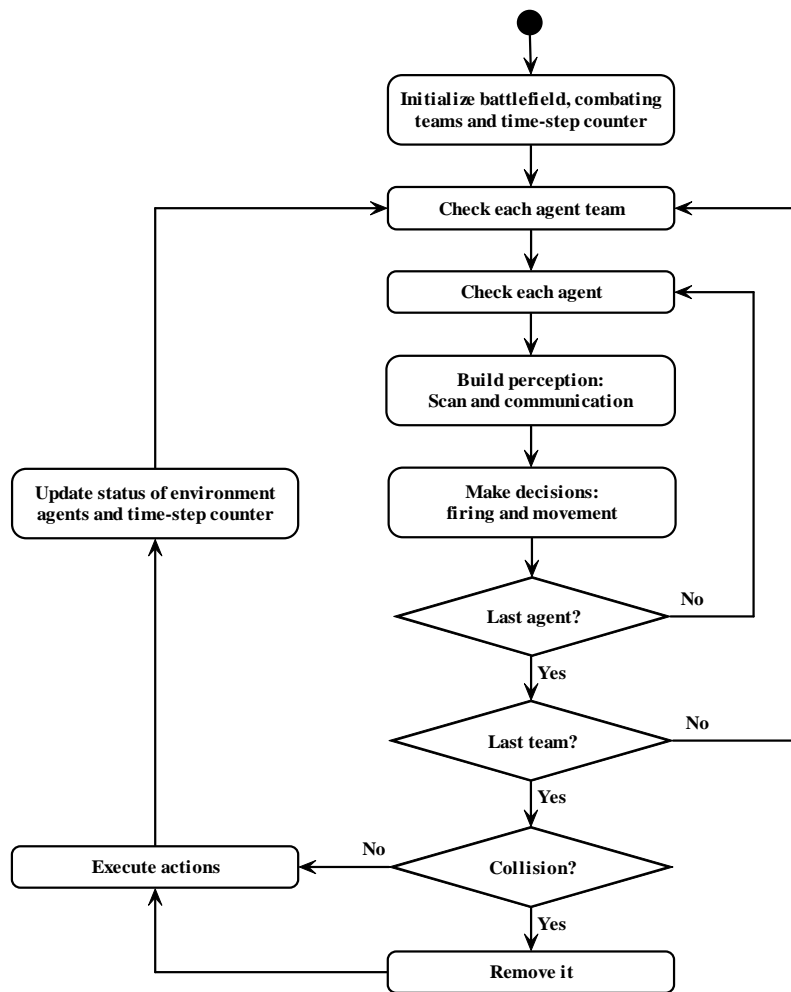 Initialize battlefield, combating
teams and time-step counter
Check each agent team
Check each agent
Build perception:
Scan and communication
Update status of environment
agents and time-step counter
Make decisions:
firing and movement
Last agent?
No
Yes
Last team?
No
Yes
Execute actions
No
Collision?
Yes
Remove it